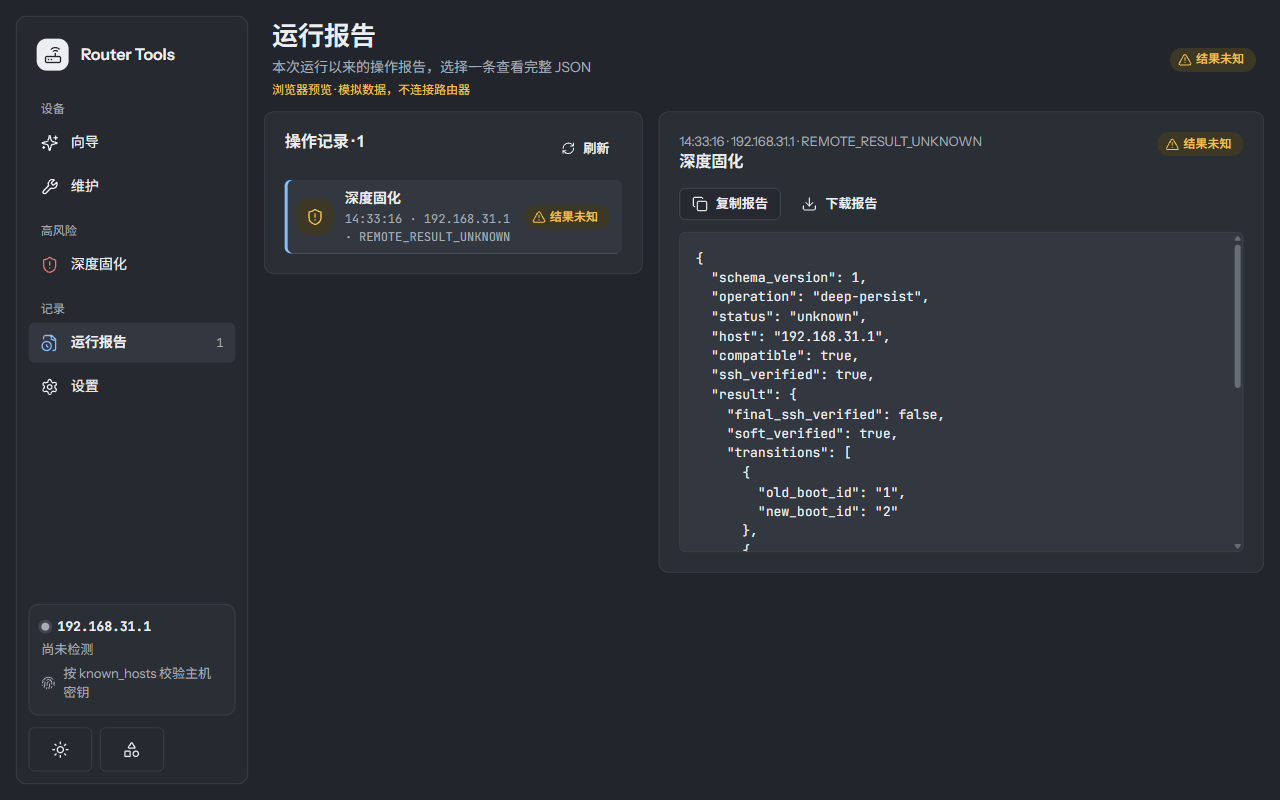 Router Tools
设备
向导
维护
高风险
深度固化
记录
运行报告 1
设置
192.168.31.1
尚未检测
按 known_hosts 校验主机
密钥
运行报告
本次运行以来的操作报告，选择一条查看完整 JSON
浏览器预览 · 模拟数据，不连接路由器
结果未知
操作记录 · 1
刷新
深度固化
14:33:16 · 192.168.31.1
· REMOTE_RESULT_UNKNOWN
结果未知
14:33:16 · 192.168.31.1 · REMOTE_RESULT_UNKNOWN
深度固化
结果未知
复制报告
下载报告
{
"schema_version": 1,
"operation": "deep-persist",
"status": "unknown",
"host": "192.168.31.1",
"compatible": true,
"ssh_verified": true,
"result": {
"final_ssh_verified": false,
"soft_verified": true,
"transitions": [
{
"old_boot_id": "1",
"new_boot_id": "2"
},
{